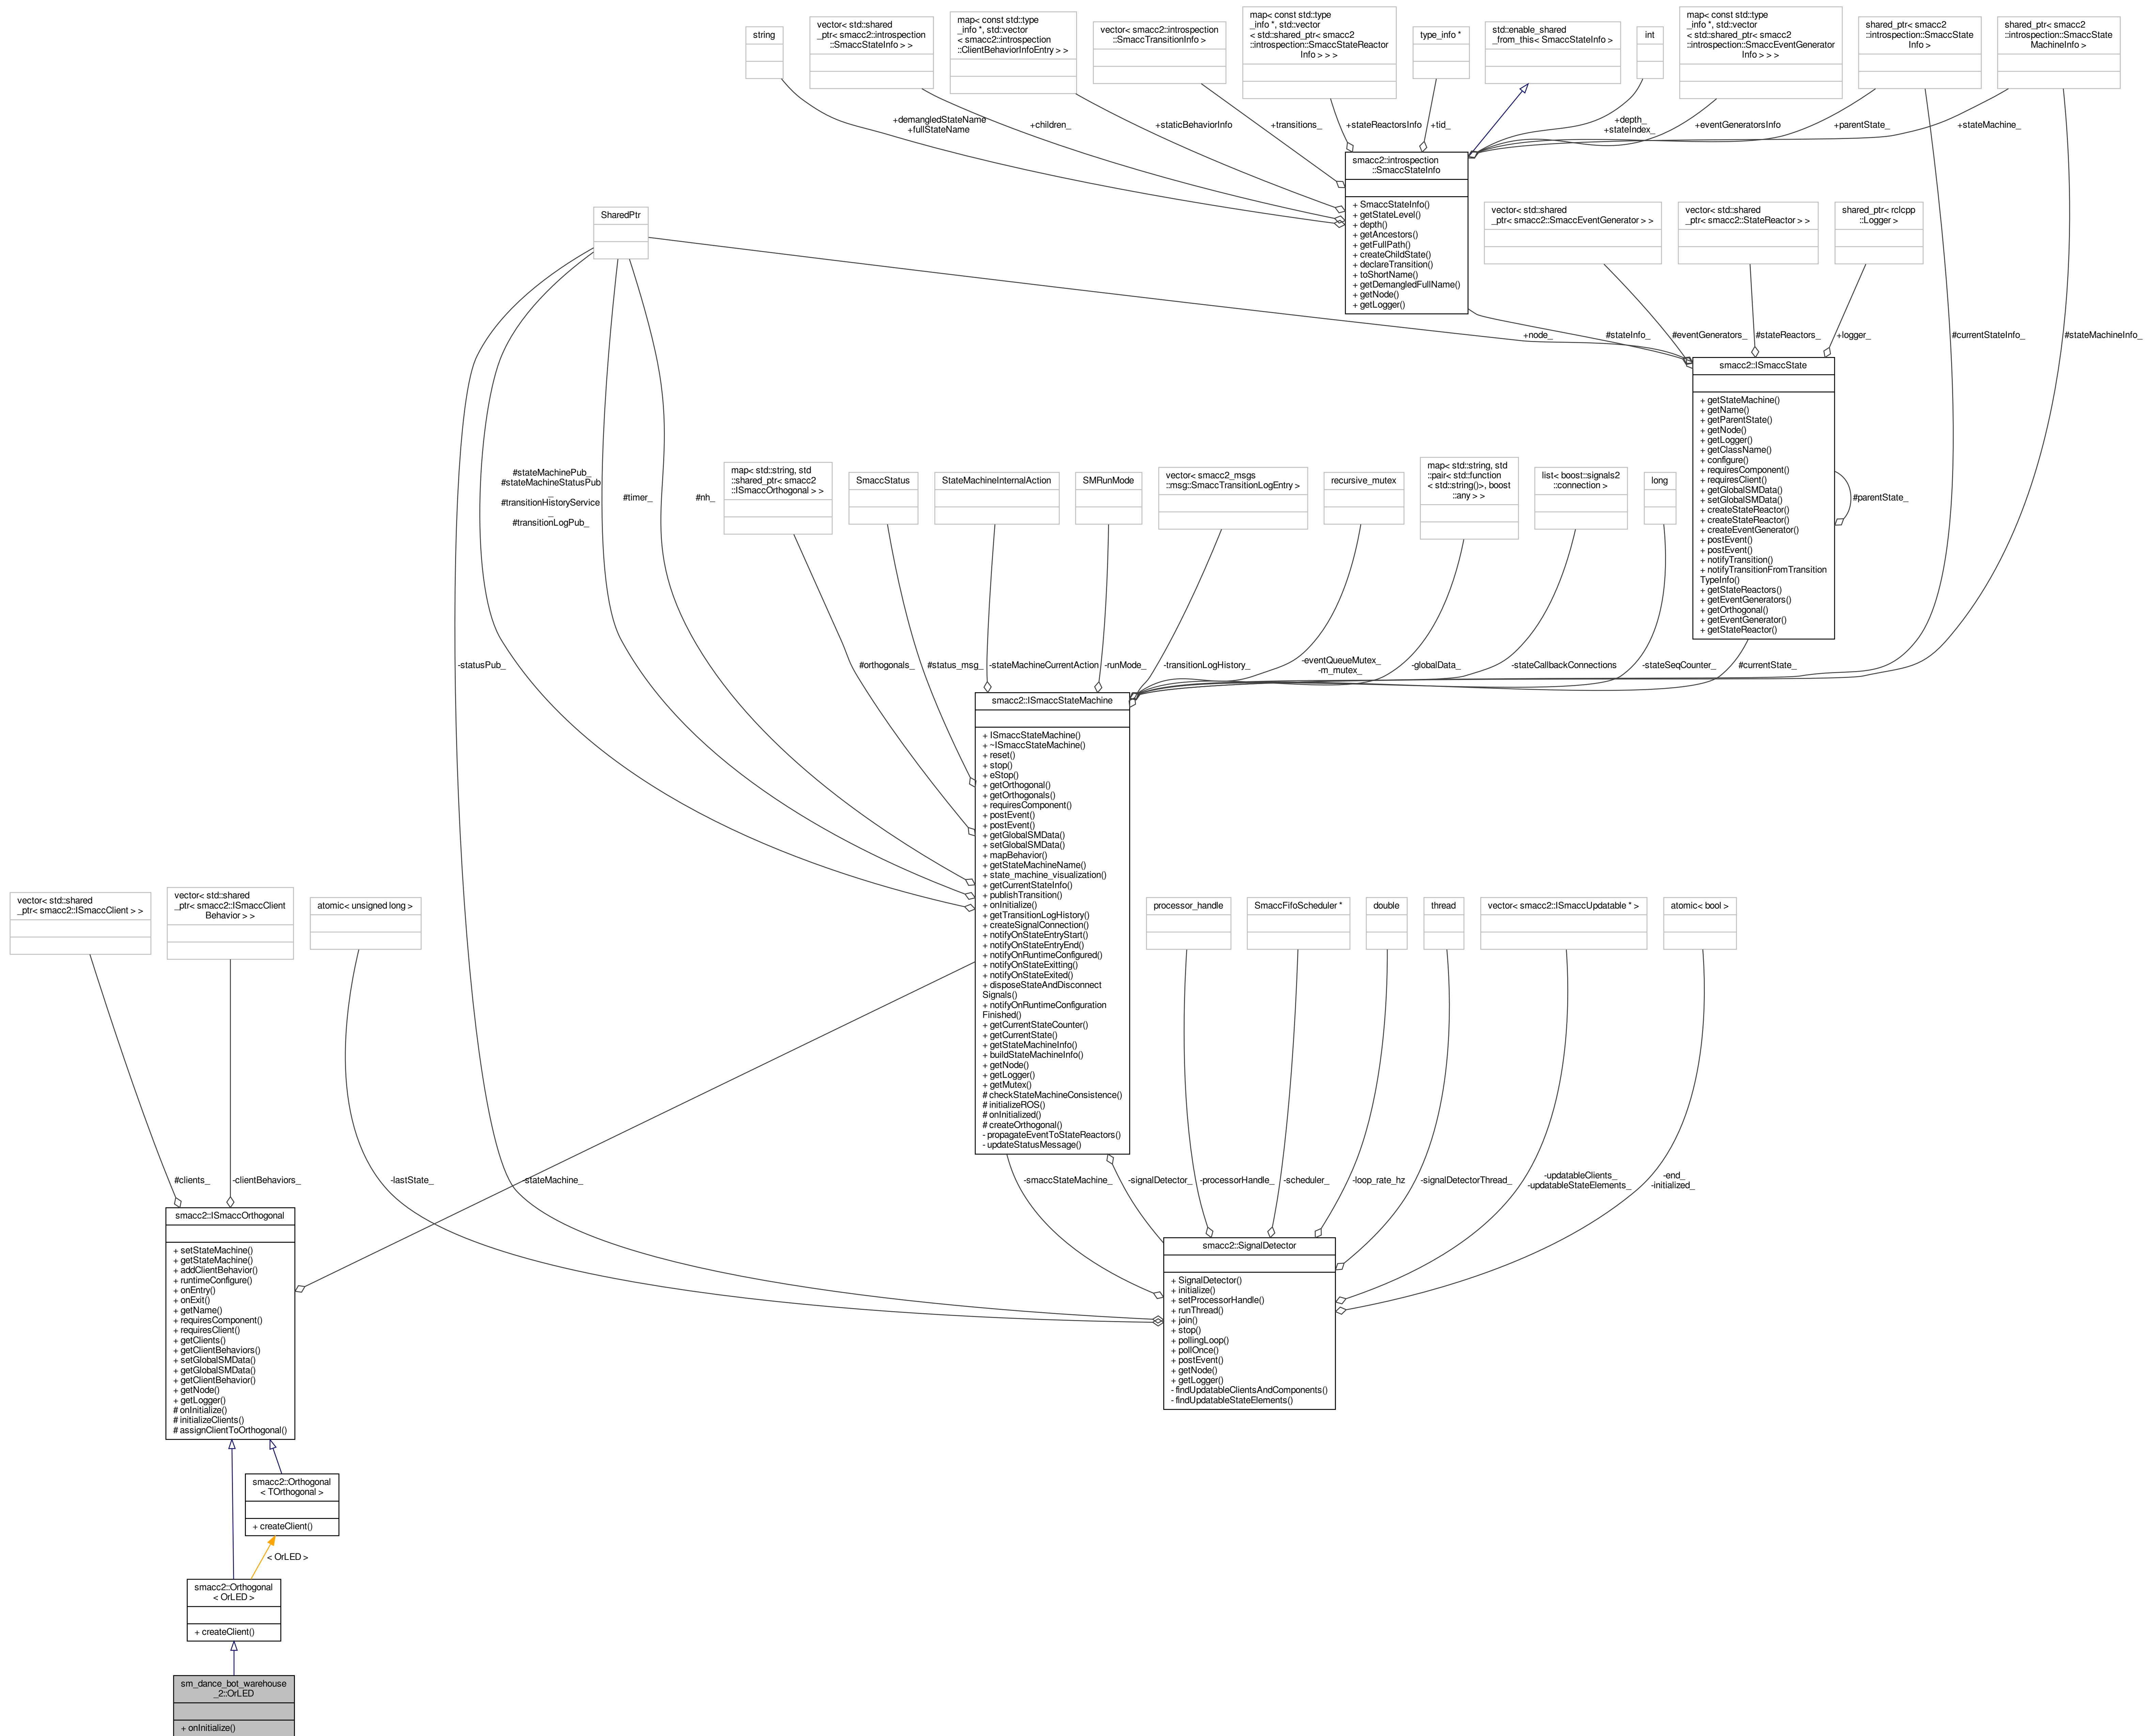 string
vector< std::shared
_ptr< smacc2::introspection
::SmaccStateInfo > >
map< const std::type
_info *, std::vector
< smacc2::introspection
::ClientBehaviorInfoEntry > >
vector< smacc2::introspection
::SmaccTransitionInfo >
map< const std::type
_info *, std::vector
< std::shared_ptr< smacc2
::introspection::SmaccStateReactor
Info > > >
type_info *
std::enable_shared
_from_this< SmaccStateInfo >
int
map< const std::type
_info *, std::vector
< std::shared_ptr< smacc2
::introspection::SmaccEventGenerator
Info > > >
shared_ptr< smacc2
::introspection::SmaccState
Info >
shared_ptr< smacc2
::introspection::SmaccState
MachineInfo >
+demangledStateName
+fullStateName
+children_
+staticBehaviorInfo
+transitions_
+stateReactorsInfo
+tid_
+depth_
+stateIndex_
+eventGeneratorsInfo
+parentState_
+stateMachine_
smacc2::introspection
::SmaccStateInfo
+ SmaccStateInfo()
+ getStateLevel()
+ depth()
+ getAncestors()
+ getFullPath()
+ createChildState()
+ declareTransition()
+ toShortName()
+ getDemangledFullName()
+ getNode()
+ getLogger()
SharedPtr
vector< std::shared
_ptr< smacc2::SmaccEventGenerator > >
vector< std::shared
_ptr< smacc2::StateReactor > >
shared_ptr< rclcpp
::Logger >
+node_
#stateInfo_
#eventGenerators_
#stateReactors_
+logger_
#currentStateInfo_
#stateMachineInfo_
smacc2::ISmaccState
+ getStateMachine()
+ getName()
+ getParentState()
+ getNode()
+ getLogger()
+ getClassName()
+ configure()
+ requiresComponent()
+ requiresClient()
+ getGlobalSMData()
+ setGlobalSMData()
+ createStateReactor()
+ createStateReactor()
+ createEventGenerator()
+ postEvent()
+ postEvent()
+ notifyTransition()
+ notifyTransitionFromTransition
TypeInfo()
+ getStateReactors()
+ getEventGenerators()
+ getOrthogonal()
+ getEventGenerator()
+ getStateReactor()
#parentState_
#stateMachinePub_
#stateMachineStatusPub
_
#transitionHistoryService
_
#transitionLogPub_
#timer_
#nh_
map< std::string, std
::shared_ptr< smacc2
::ISmaccOrthogonal > >
SmaccStatus
StateMachineInternalAction
SMRunMode
vector< smacc2_msgs
::msg::SmaccTransitionLogEntry >
recursive_mutex
map< std::string, std
::pair< std::function
< std::string()>, boost
::any > >
list< boost::signals2
::connection >
long
-statusPub_
#orthogonals_
#status_msg_
-stateMachineCurrentAction
-runMode_
-transitionLogHistory_
-eventQueueMutex_
-m_mutex_
-globalData_
-stateCallbackConnections
-stateSeqCounter_
#currentState_
smacc2::ISmaccStateMachine
+ ISmaccStateMachine()
+ ~ISmaccStateMachine()
+ reset()
+ stop()
+ eStop()
+ getOrthogonal()
+ getOrthogonals()
+ requiresComponent()
+ postEvent()
+ postEvent()
+ getGlobalSMData()
+ setGlobalSMData()
+ mapBehavior()
+ getStateMachineName()
+ state_machine_visualization()
+ getCurrentStateInfo()
+ publishTransition()
+ onInitialize()
+ getTransitionLogHistory()
+ createSignalConnection()
+ notifyOnStateEntryStart()
+ notifyOnStateEntryEnd()
+ notifyOnRuntimeConfigured()
+ notifyOnStateExitting()
+ notifyOnStateExited()
+ disposeStateAndDisconnect
Signals()
+ notifyOnRuntimeConfiguration
Finished()
+ getCurrentStateCounter()
+ getCurrentState()
+ getStateMachineInfo()
+ buildStateMachineInfo()
+ getNode()
+ getLogger()
+ getMutex()
# checkStateMachineConsistence()
# initializeROS()
# onInitialized()
# createOrthogonal()
- propagateEventToStateReactors()
- updateStatusMessage()
vector< std::shared
_ptr< smacc2::ISmaccClient > >
vector< std::shared
_ptr< smacc2::ISmaccClient
Behavior > >
atomic< unsigned long >
processor_handle
SmaccFifoScheduler *
double
thread
vector< smacc2::ISmaccUpdatable * >
atomic< bool >
#clients_
-clientBehaviors_
-lastState_
-stateMachine_
-smaccStateMachine_
-signalDetector_
-processorHandle_
-scheduler_
-loop_rate_hz
-signalDetectorThread_
-updatableClients_
-updatableStateElements_
-end_
-initialized_
smacc2::ISmaccOrthogonal
+ setStateMachine()
+ getStateMachine()
+ addClientBehavior()
+ runtimeConfigure()
+ onEntry()
+ onExit()
+ getName()
+ requiresComponent()
+ requiresClient()
+ getClients()
+ getClientBehaviors()
+ setGlobalSMData()
+ getGlobalSMData()
+ getClientBehavior()
+ getNode()
+ getLogger()
# onInitialize()
# initializeClients()
# assignClientToOrthogonal()
smacc2::SignalDetector
+ SignalDetector()
+ initialize()
+ setProcessorHandle()
+ runThread()
+ join()
+ stop()
+ pollingLoop()
+ pollOnce()
+ postEvent()
+ getNode()
+ getLogger()
- findUpdatableClientsAndComponents()
- findUpdatableStateElements()
smacc2::Orthogonal
< TOrthogonal >
+ createClient()
< OrLED >
smacc2::Orthogonal
< OrLED >
+ createClient()
sm_dance_bot_warehouse
_2::OrLED
+ onInitialize()